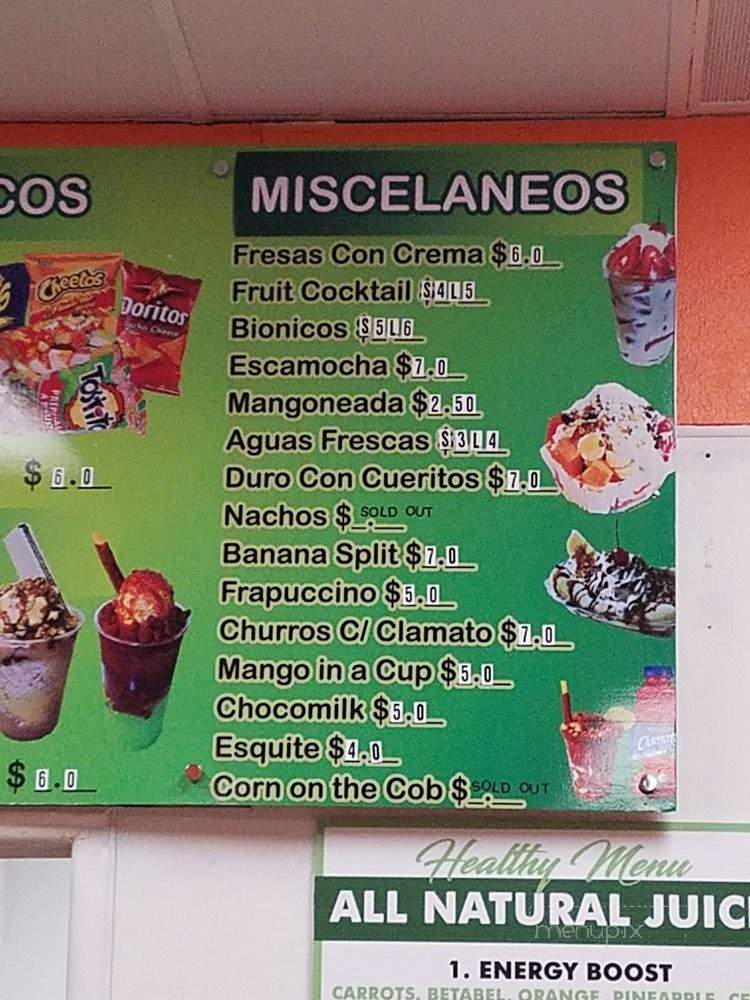 COS
MISCELANEOS
Fresas Con Crema $6.0
Fruit Cocktail $4L5
Bionicos $5L6
Escamocha $7.0
Mangoneada $2.50
Aguas Frescas $3L4
Duro Con Cueritos $7.0
Nachos $_._ SOLD OUT
Banana Split $7.0
Frapuccino $5.0
Churros C/ Clamato $7.0
Mango in a Cup $5.0
Chocomilk $5.0
Esquite $4.0
Corn on the Cob $_._ SOLD OUT
Cheetos
Doritos
$ 6.0
$ 6.0
Healthy Menu
ALL NATURAL JUIC
menupix
1. ENERGY BOOST
CARROTS, BETABEL, ORANGE, PINEAPPLE, CE